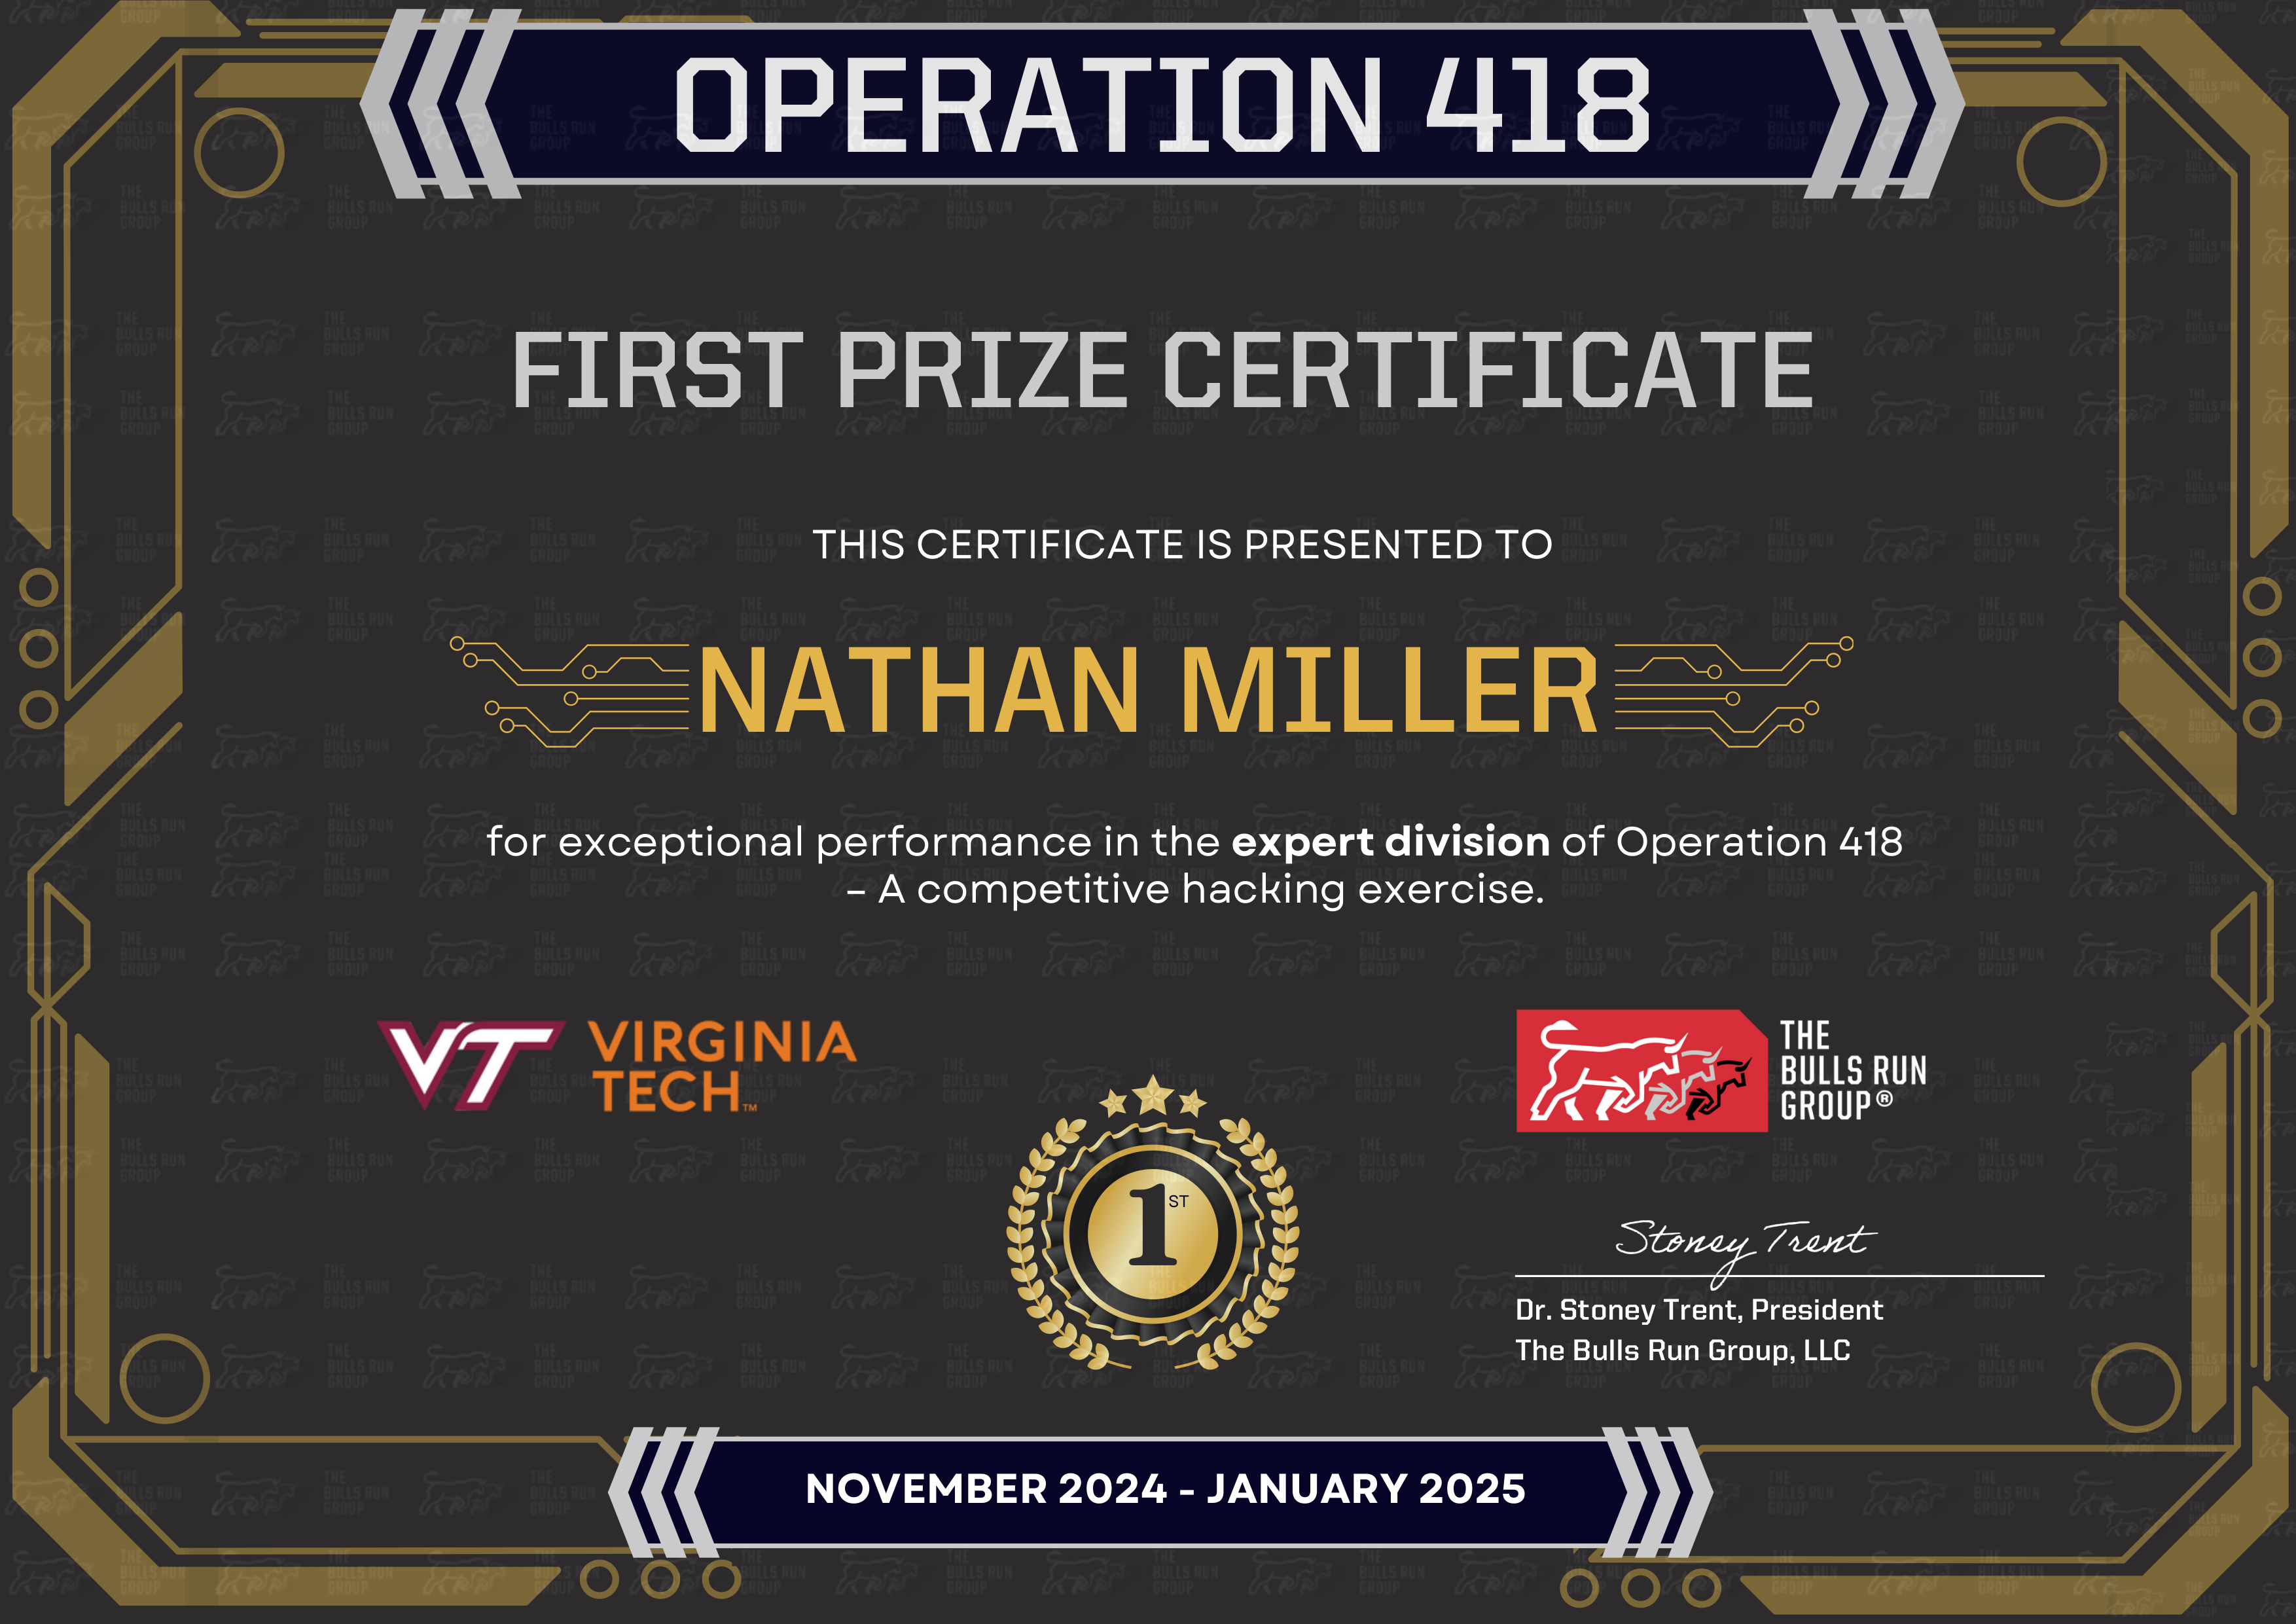 OPERATION 418
FIRST PRIZE CERTIFICATE
THIS CERTIFICATE IS PRESENTED TO
NATHAN MILLER
for exceptional performance in the expert division of Operation 418
– A competitive hacking exercise.
VT VIRGINIA
TECH™
THE
BULLS RUN
GROUP®
1ST
Stoney Trent
Dr. Stoney Trent, President
The Bulls Run Group, LLC
NOVEMBER 2024 - JANUARY 2025